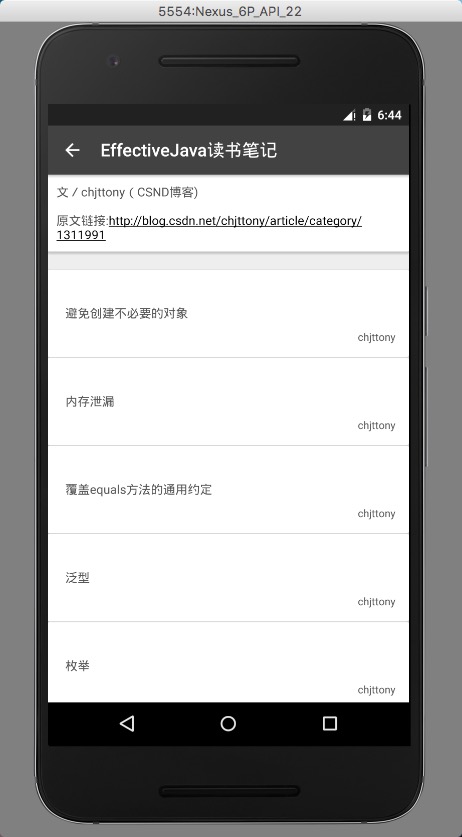 5554:Nexus_6P_API_22
6:44
EffectiveJava读书笔记
文 / chjttony ( CSND博客)
原文链接:http://blog.csdn.net/chjttony/article/category/
1311991
避免创建不必要的对象
chjttony
内存泄漏
chjttony
覆盖equals方法的通用约定
chjttony
泛型
chjttony
枚举
chjttony